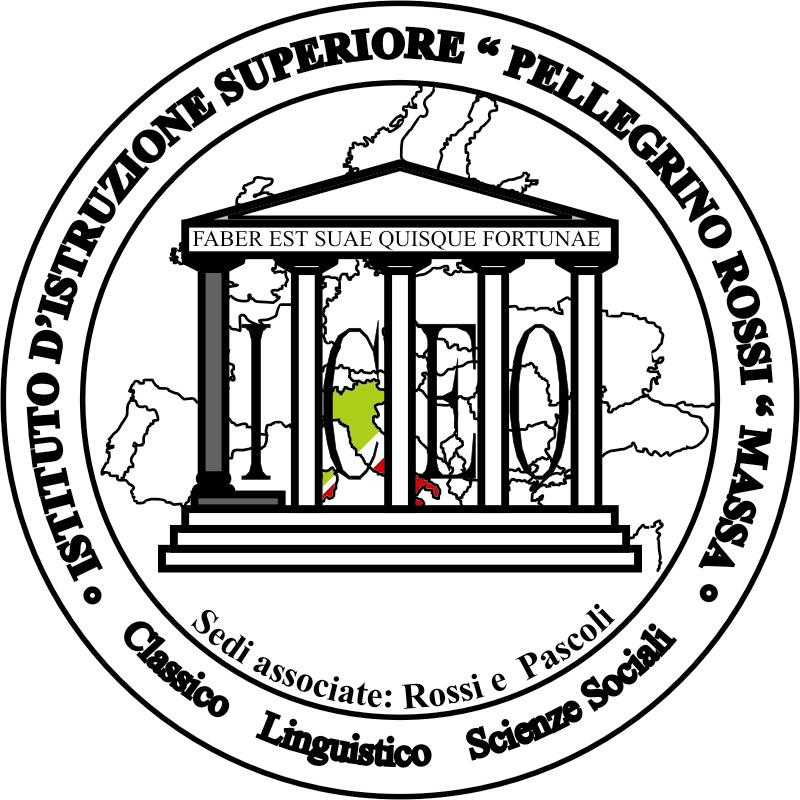 ISTITUTO D'ISTRUZIONE SUPERIORE “ PELLEGRINO ROSSI “ MASSA
FABER EST SUAE QUISQUE FORTUNAE
LICEO
Sedi associate: Rossi e Pascoli
Classico Linguistico Scienze Sociali